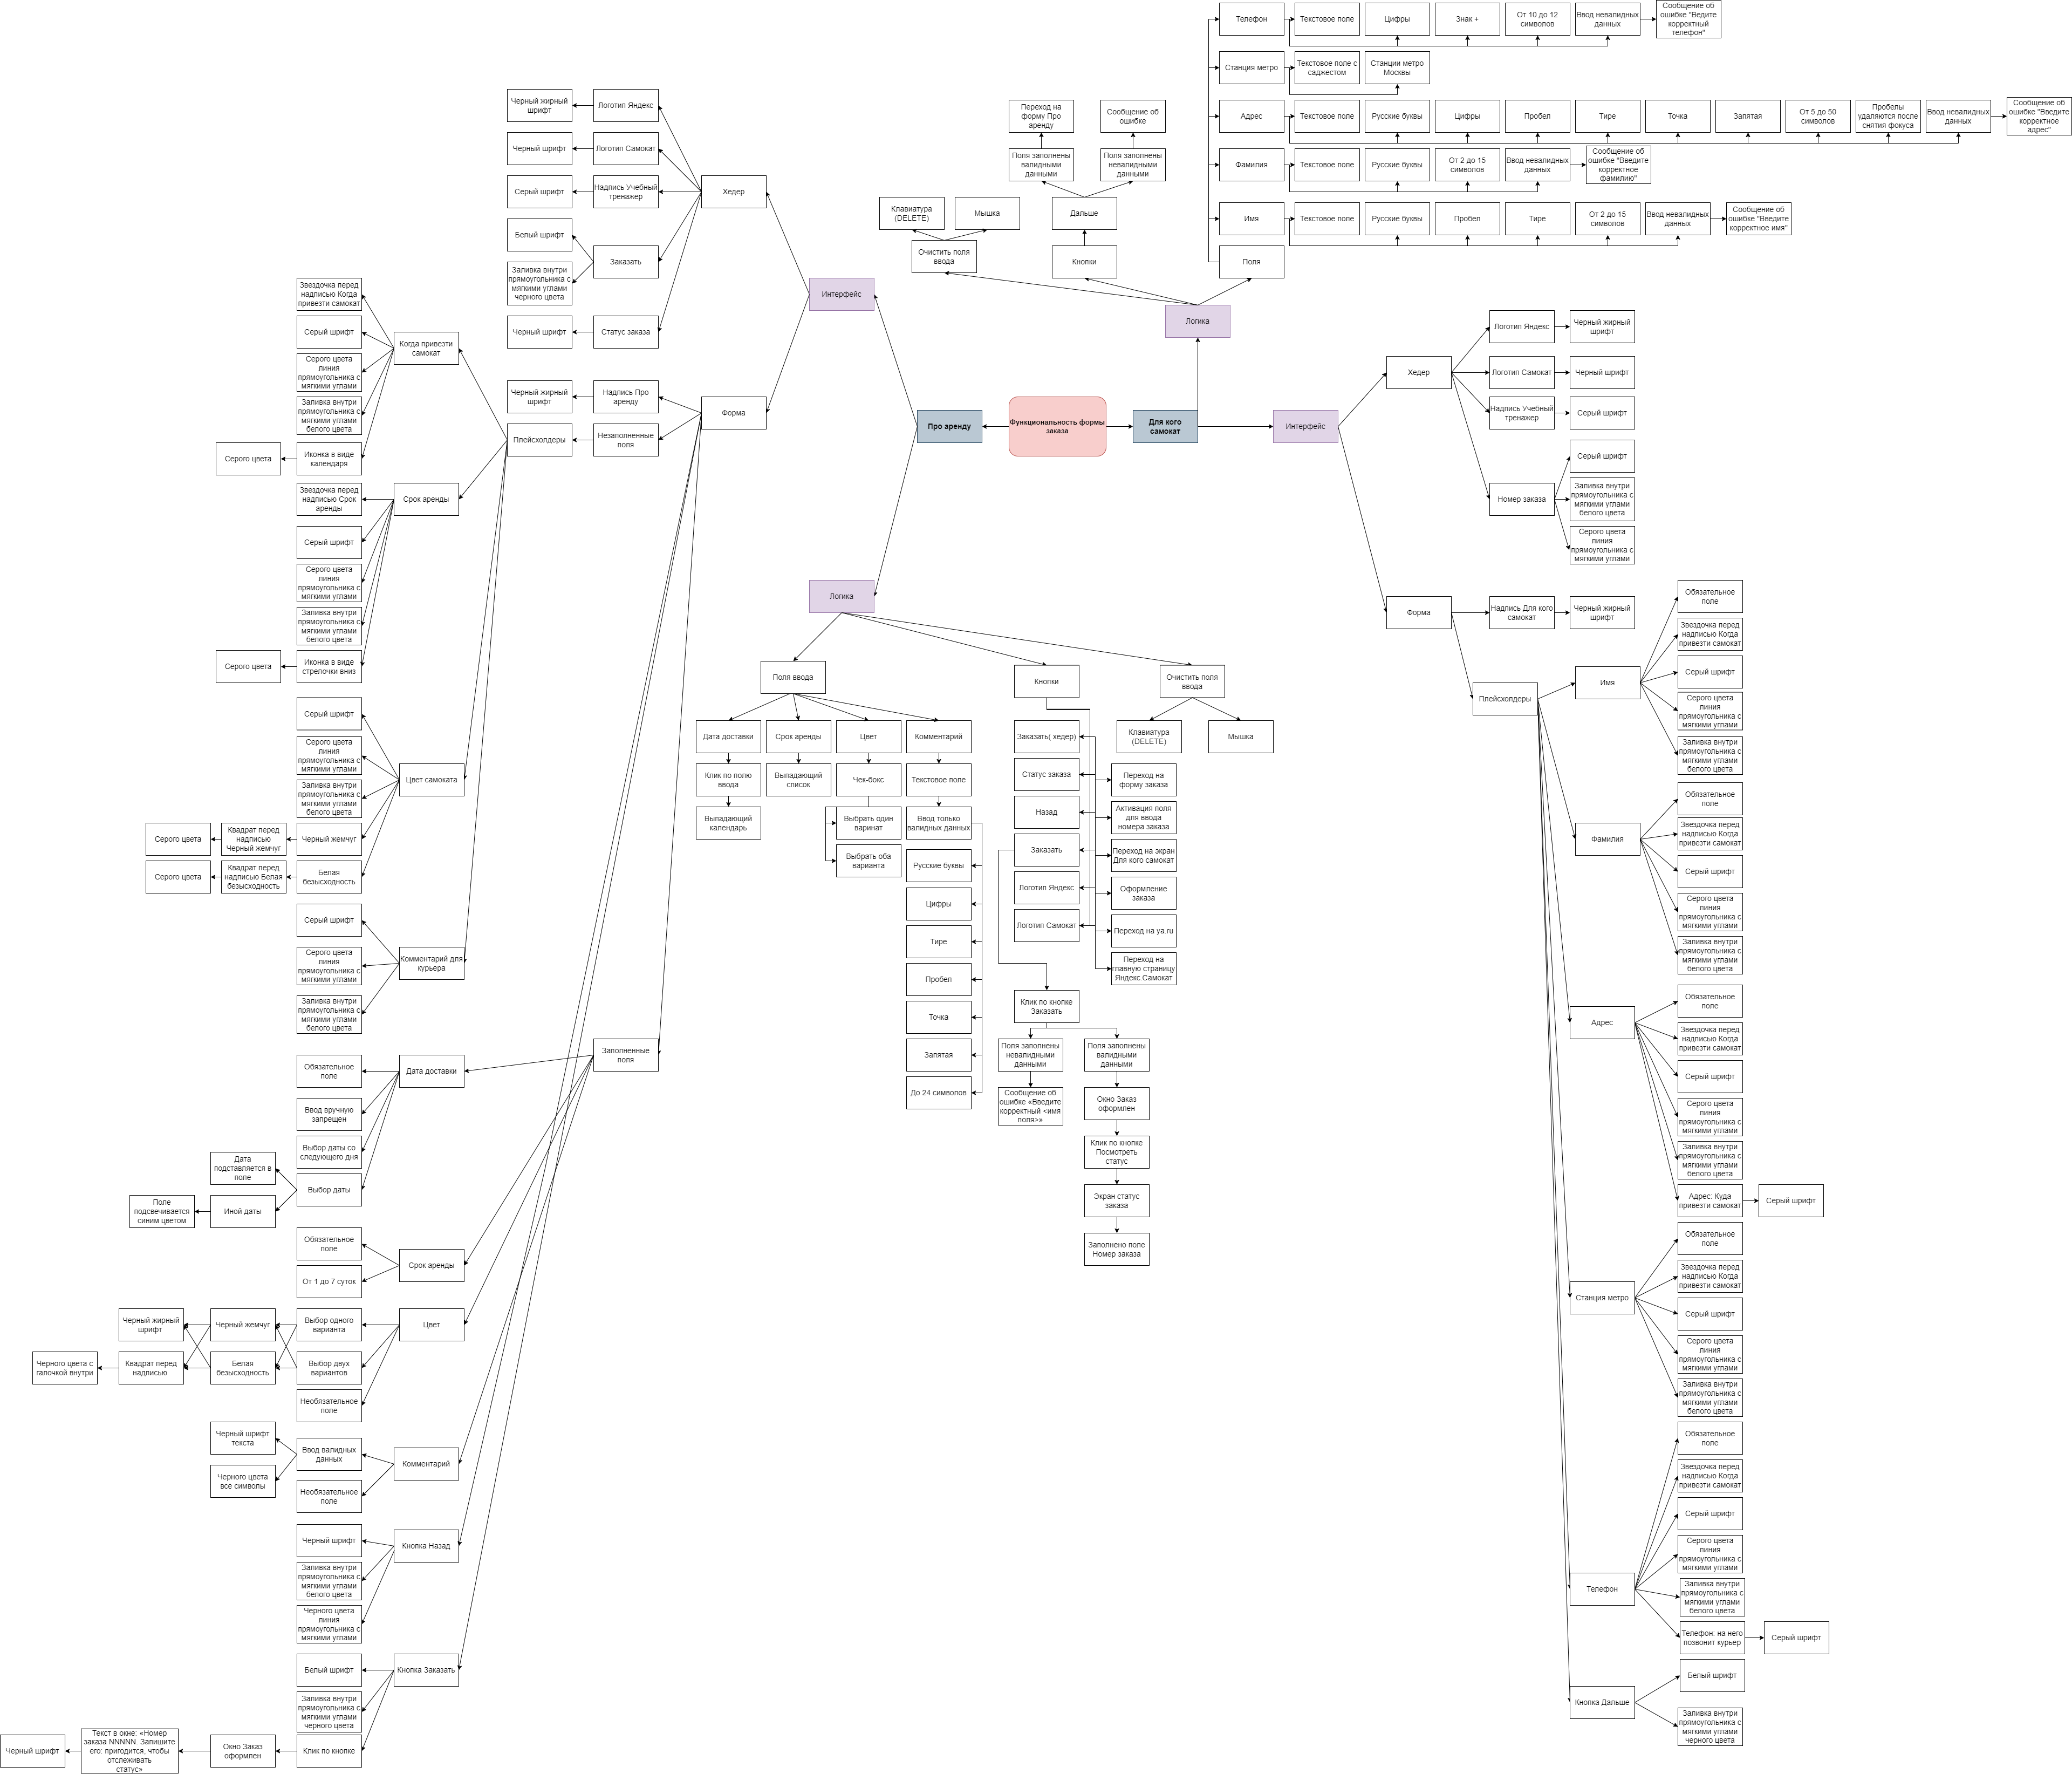 Телефон
Текстовое поле
Цифры
Знак +
От 10 до 12
символов
Ввод невалидных
данных
Сообщение об
ошибке "Ведите
корректный
телефон"
Станция метро
Текстовое поле с
саджестом
Станции метро
Москвы
Адрес
Текстовое поле
Русские буквы
Цифры
Пробел
Тире
Точка
Запятая
От 5 до 50
символов
Пробелы
удаляются после
снятия фокуса
Ввод невалидных
данных
Сообщение об
ошибке "Введите
корректное
адрес"
Фамилия
Текстовое поле
Русские буквы
От 2 до 15
символов
Ввод невалидных
данных
Сообщение об
ошибке "Введите
корректное
фамилию"
Имя
Текстовое поле
Русские буквы
Пробел
Тире
От 2 до 15
символов
Ввод невалидных
данных
Сообщение об
ошибке "Введите
корректное имя"
Поля
Переход на
форму Про
аренду
Сообщение об
ошибке
Поля заполнены
валидными
данными
Поля заполнены
невалидными
данными
Клавиатура
(DELETE)
Мышка
Дальше
Очистить поля
ввода
Кнопки
Логика
Черный жирный
шрифт
Логотип Яндекс
Черный шрифт
Логотип Самокат
Серый шрифт
Надпись Учебный
тренажер
Хедер
Белый шрифт
Заливка внутри
прямоугольника с
мягкими углами
черного цвета
Заказать
Черный шрифт
Статус заказа
Интерфейс
Черный жирный
шрифт
Надпись Про
аренду
Форма
Плейсхолдеры
Незаполненные
поля
Про аренду
Функциональность формы
заказа
Для кого
самокат
Интерфейс
Звездочка перед
надписью Когда
привезти самокат
Серый шрифт
Серого цвета
линия
прямоугольника с
мягкими углами
Заливка внутри
прямоугольника с
мягкими углами
белого цвета
Когда привезти
самокат
Серого цвета
Иконка в виде
календаря
Звездочка перед
надписью Срок
аренды
Срок аренды
Серый шрифт
Серого цвета
линия
прямоугольника с
мягкими углами
Заливка внутри
прямоугольника с
мягкими углами
белого цвета
Серого цвета
Иконка в виде
стрелочки вниз
Серый шрифт
Серого цвета
линия
прямоугольника с
мягкими углами
Заливка внутри
прямоугольника с
мягкими углами
белого цвета
Цвет самоката
Серого цвета
Квадрат перед
надписью
Черный жемчуг
Черный жемчуг
Серого цвета
Квадрат перед
надписью Белая
безысходность
Белая
безысходность
Серый шрифт
Серого цвета
линия
прямоугольника с
мягкими углами
Комментарий для
курьера
Заливка внутри
прямоугольника с
мягкими углами
белого цвета
Заполненные
поля
Обязательное
поле
Дата доставки
Ввод вручную
запрещен
Выбор даты со
следующего дня
Дата
подставляется в
поле
Выбор даты
Поле
подсвечивается
синим цветом
Иной даты
Обязательное
поле
Срок аренды
От 1 до 7 суток
Черный жирный
шрифт
Черный жемчуг
Выбор одного
варианта
Цвет
Черного цвета с
галочкой внутри
Квадрат перед
надписью
Белая
безысходность
Выбор двух
вариантов
Необязательное
поле
Черный шрифт
текста
Ввод валидных
данных
Комментарий
Черного цвета
все символы
Необязательное
поле
Черный шрифт
Кнопка Назад
Заливка внутри
прямоугольника с
мягкими углами
белого цвета
Черного цвета
линия
прямоугольника с
мягкими углами
Белый шрифт
Кнопка Заказать
Заливка внутри
прямоугольника с
мягкими углами
черного цвета
Черный шрифт
Текст в окне: «Номер
заказа NNNNN. Запишите
его: пригодится, чтобы
отслеживать
статус»
Окно Заказ
оформлен
Клик по кнопке
Логика
Поля ввода
Кнопки
Очистить поля
ввода
Дата доставки
Срок аренды
Цвет
Комментарий
Клик по полю
ввода
Выпадающий
список
Чек-бокс
Текстовое поле
Выпадающий
календарь
Выбрать один
варинат
Ввод только
валидных данных
Выбрать оба
варианта
Русские буквы
Цифры
Тире
Пробел
Точка
Запятая
До 24 символов
Заказать( хедер)
Статус заказа
Назад
Заказать
Логотип Яндекс
Логотип Самокат
Переход на
форму заказа
Активация поля
для ввода
номера заказа
Переход на экран
Для кого самокат
Оформление
заказа
Переход на ya.ru
Переход на
главную страницу
Яндекс.Самокат
Клавиатура
(DELETE)
Мышка
Клик по кнопке
Заказать
Поля заполнены
невалидными
данными
Поля заполнены
валидными
данными
Сообщение об
ошибке «Введите
корректный <имя
поля>»
Окно Заказ
оформлен
Клик по кнопке
Посмотреть
статус
Экран статус
заказа
Заполнено поле
Номер заказа
Хедер
Логотип Яндекс
Черный жирный
шрифт
Логотип Самокат
Черный шрифт
Надпись Учебный
тренажер
Серый шрифт
Номер заказа
Серый шрифт
Заливка внутри
прямоугольника с
мягкими углами
белого цвета
Серого цвета
линия
прямоугольника с
мягкими углами
Форма
Надпись Для кого
самокат
Черный жирный
шрифт
Плейсхолдеры
Имя
Обязательное
поле
Звездочка перед
надписью Когда
привезти самокат
Серый шрифт
Серого цвета
линия
прямоугольника с
мягкими углами
Заливка внутри
прямоугольника с
мягкими углами
белого цвета
Фамилия
Обязательное
поле
Звездочка перед
надписью Когда
привезти самокат
Серый шрифт
Серого цвета
линия
прямоугольника с
мягкими углами
Заливка внутри
прямоугольника с
мягкими углами
белого цвета
Адрес
Обязательное
поле
Звездочка перед
надписью Когда
привезти самокат
Серый шрифт
Серого цвета
линия
прямоугольника с
мягкими углами
Заливка внутри
прямоугольника с
мягкими углами
белого цвета
Адрес: Куда
привезти самокат
Серый шрифт
Станция метро
Обязательное
поле
Звездочка перед
надписью Когда
привезти самокат
Серый шрифт
Серого цвета
линия
прямоугольника с
мягкими углами
Заливка внутри
прямоугольника с
мягкими углами
белого цвета
Телефон
Обязательное
поле
Звездочка перед
надписью Когда
привезти самокат
Серый шрифт
Серого цвета
линия
прямоугольника с
мягкими углами
Заливка внутри
прямоугольника с
мягкими углами
белого цвета
Телефон: на него
позвонит курьер
Серый шрифт
Кнопка Дальше
Белый шрифт
Заливка внутри
прямоугольника с
мягкими углами
черного цвета